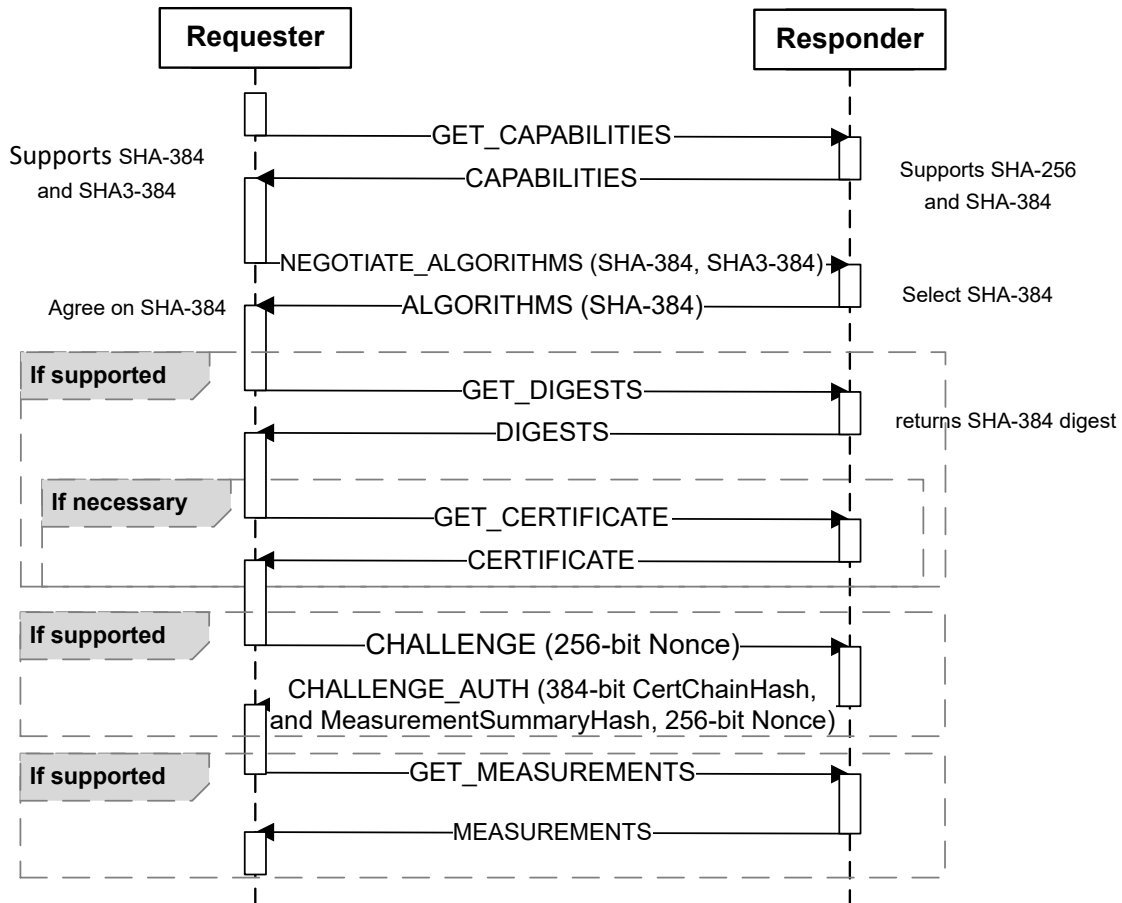 Requester
Responder
GET_CAPABILITIES
Supports SHA-384
and SHA3-384
CAPABILITIES
Supports SHA-256
and SHA-384
NEGOTIATE_ALGORITHMS (SHA-384, SHA3-384)
Agree on SHA-384
ALGORITHMS (SHA-384)
Select SHA-384
If supported
GET_DIGESTS
returns SHA-384 digest
DIGESTS
If necessary
GET_CERTIFICATE
CERTIFICATE
If supported
CHALLENGE (256-bit Nonce)
CHALLENGE_AUTH (384-bit CertChainHash,
and MeasurementSummaryHash, 256-bit Nonce)
If supported
GET_MEASUREMENTS
MEASUREMENTS